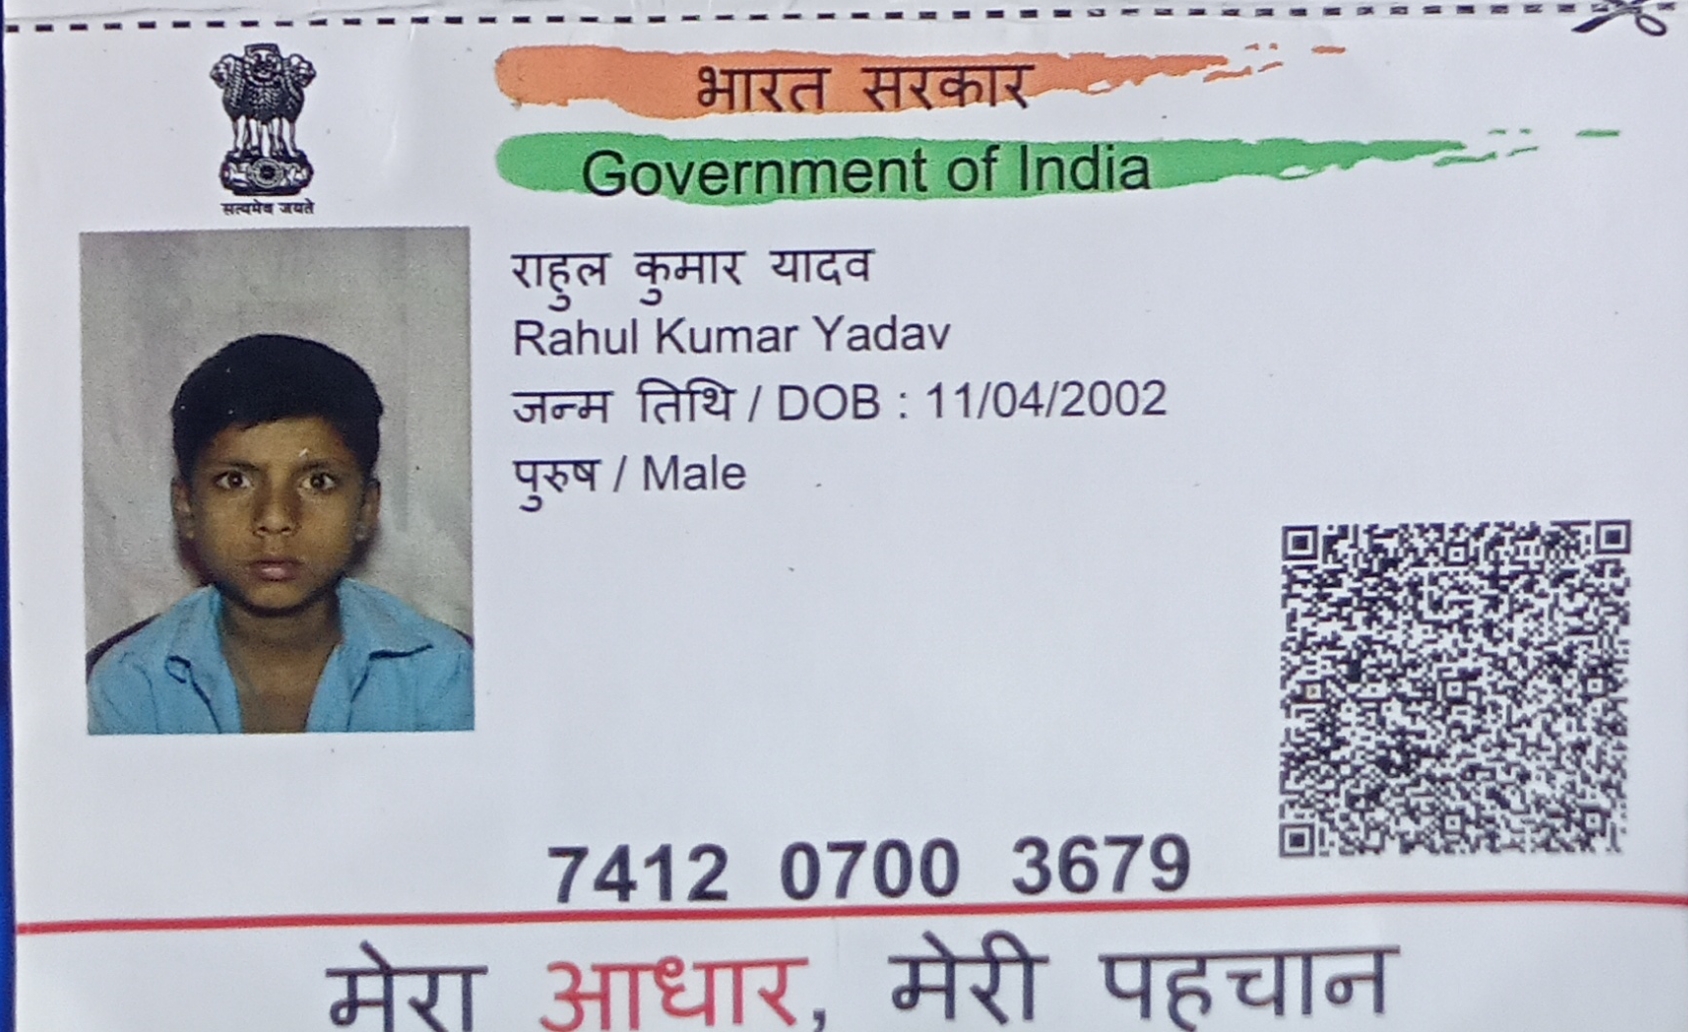 सत्यमेव जयते
भारत सरकार
Government of India
राहुल कुमार यादव
Rahul Kumar Yadav
जन्म तिथि / DOB : 11/04/2002
पुरुष / Male
7412 0700 3679
मेरा आधार, मेरी पहचान